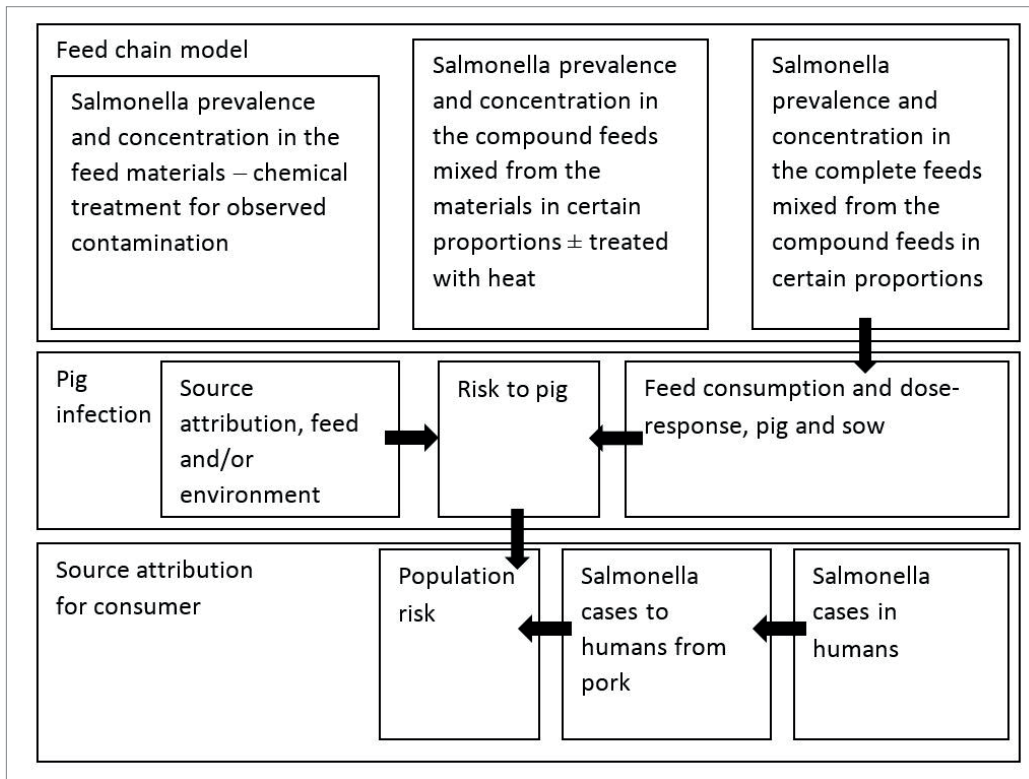 Feed chain model
Salmonella prevalence
and concentration in the
feed materials – chemical
treatment for observed
contamination
Salmonella prevalence
and concentration in
the compound feeds
mixed from the
materials in certain
proportions ± treated
with heat
Salmonella
prevalence and
concentration in
the complete feeds
mixed from the
compound feeds in
certain proportions
Pig
infection
Source
attribution, feed
and/or
environment
Risk to pig
Feed consumption and dose-
response, pig and sow
Source attribution
for consumer
Population
risk
Salmonella
cases to
humans from
pork
Salmonella
cases in
humans